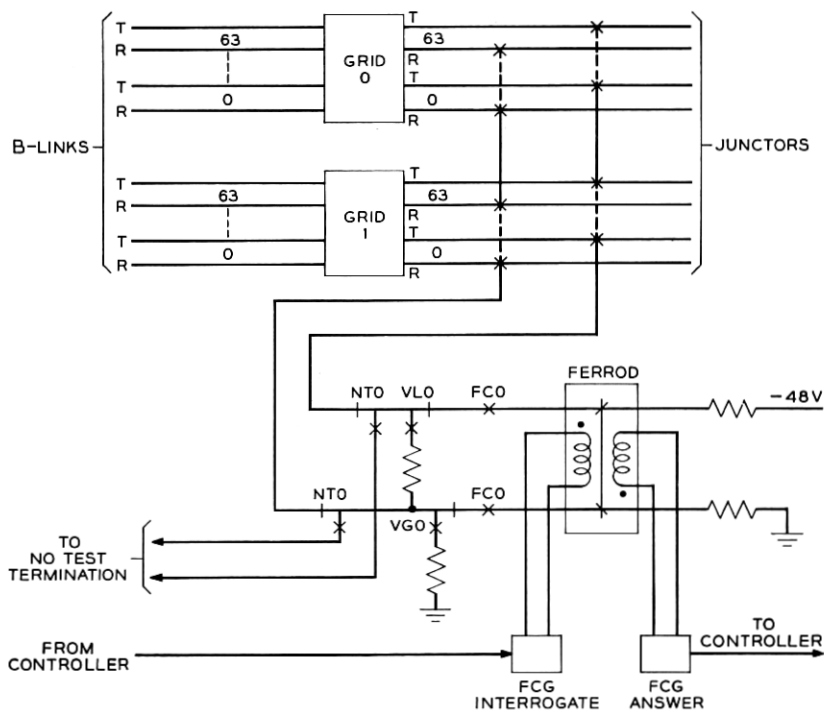 T
T
63
63
R
GRID
0
R
T
T
0
0
R
R
B-LINKS
JUNCTORS
T
T
63
63
R
GRID
1
R
T
T
0
0
R
R
FERROD
NT0
VL0
FC0
-48V
NT0
FC0
VG0
TO
NO TEST
TERMINATION
FROM
CONTROLLER
TO
CONTROLLER
FCG
INTERROGATE
FCG
ANSWER